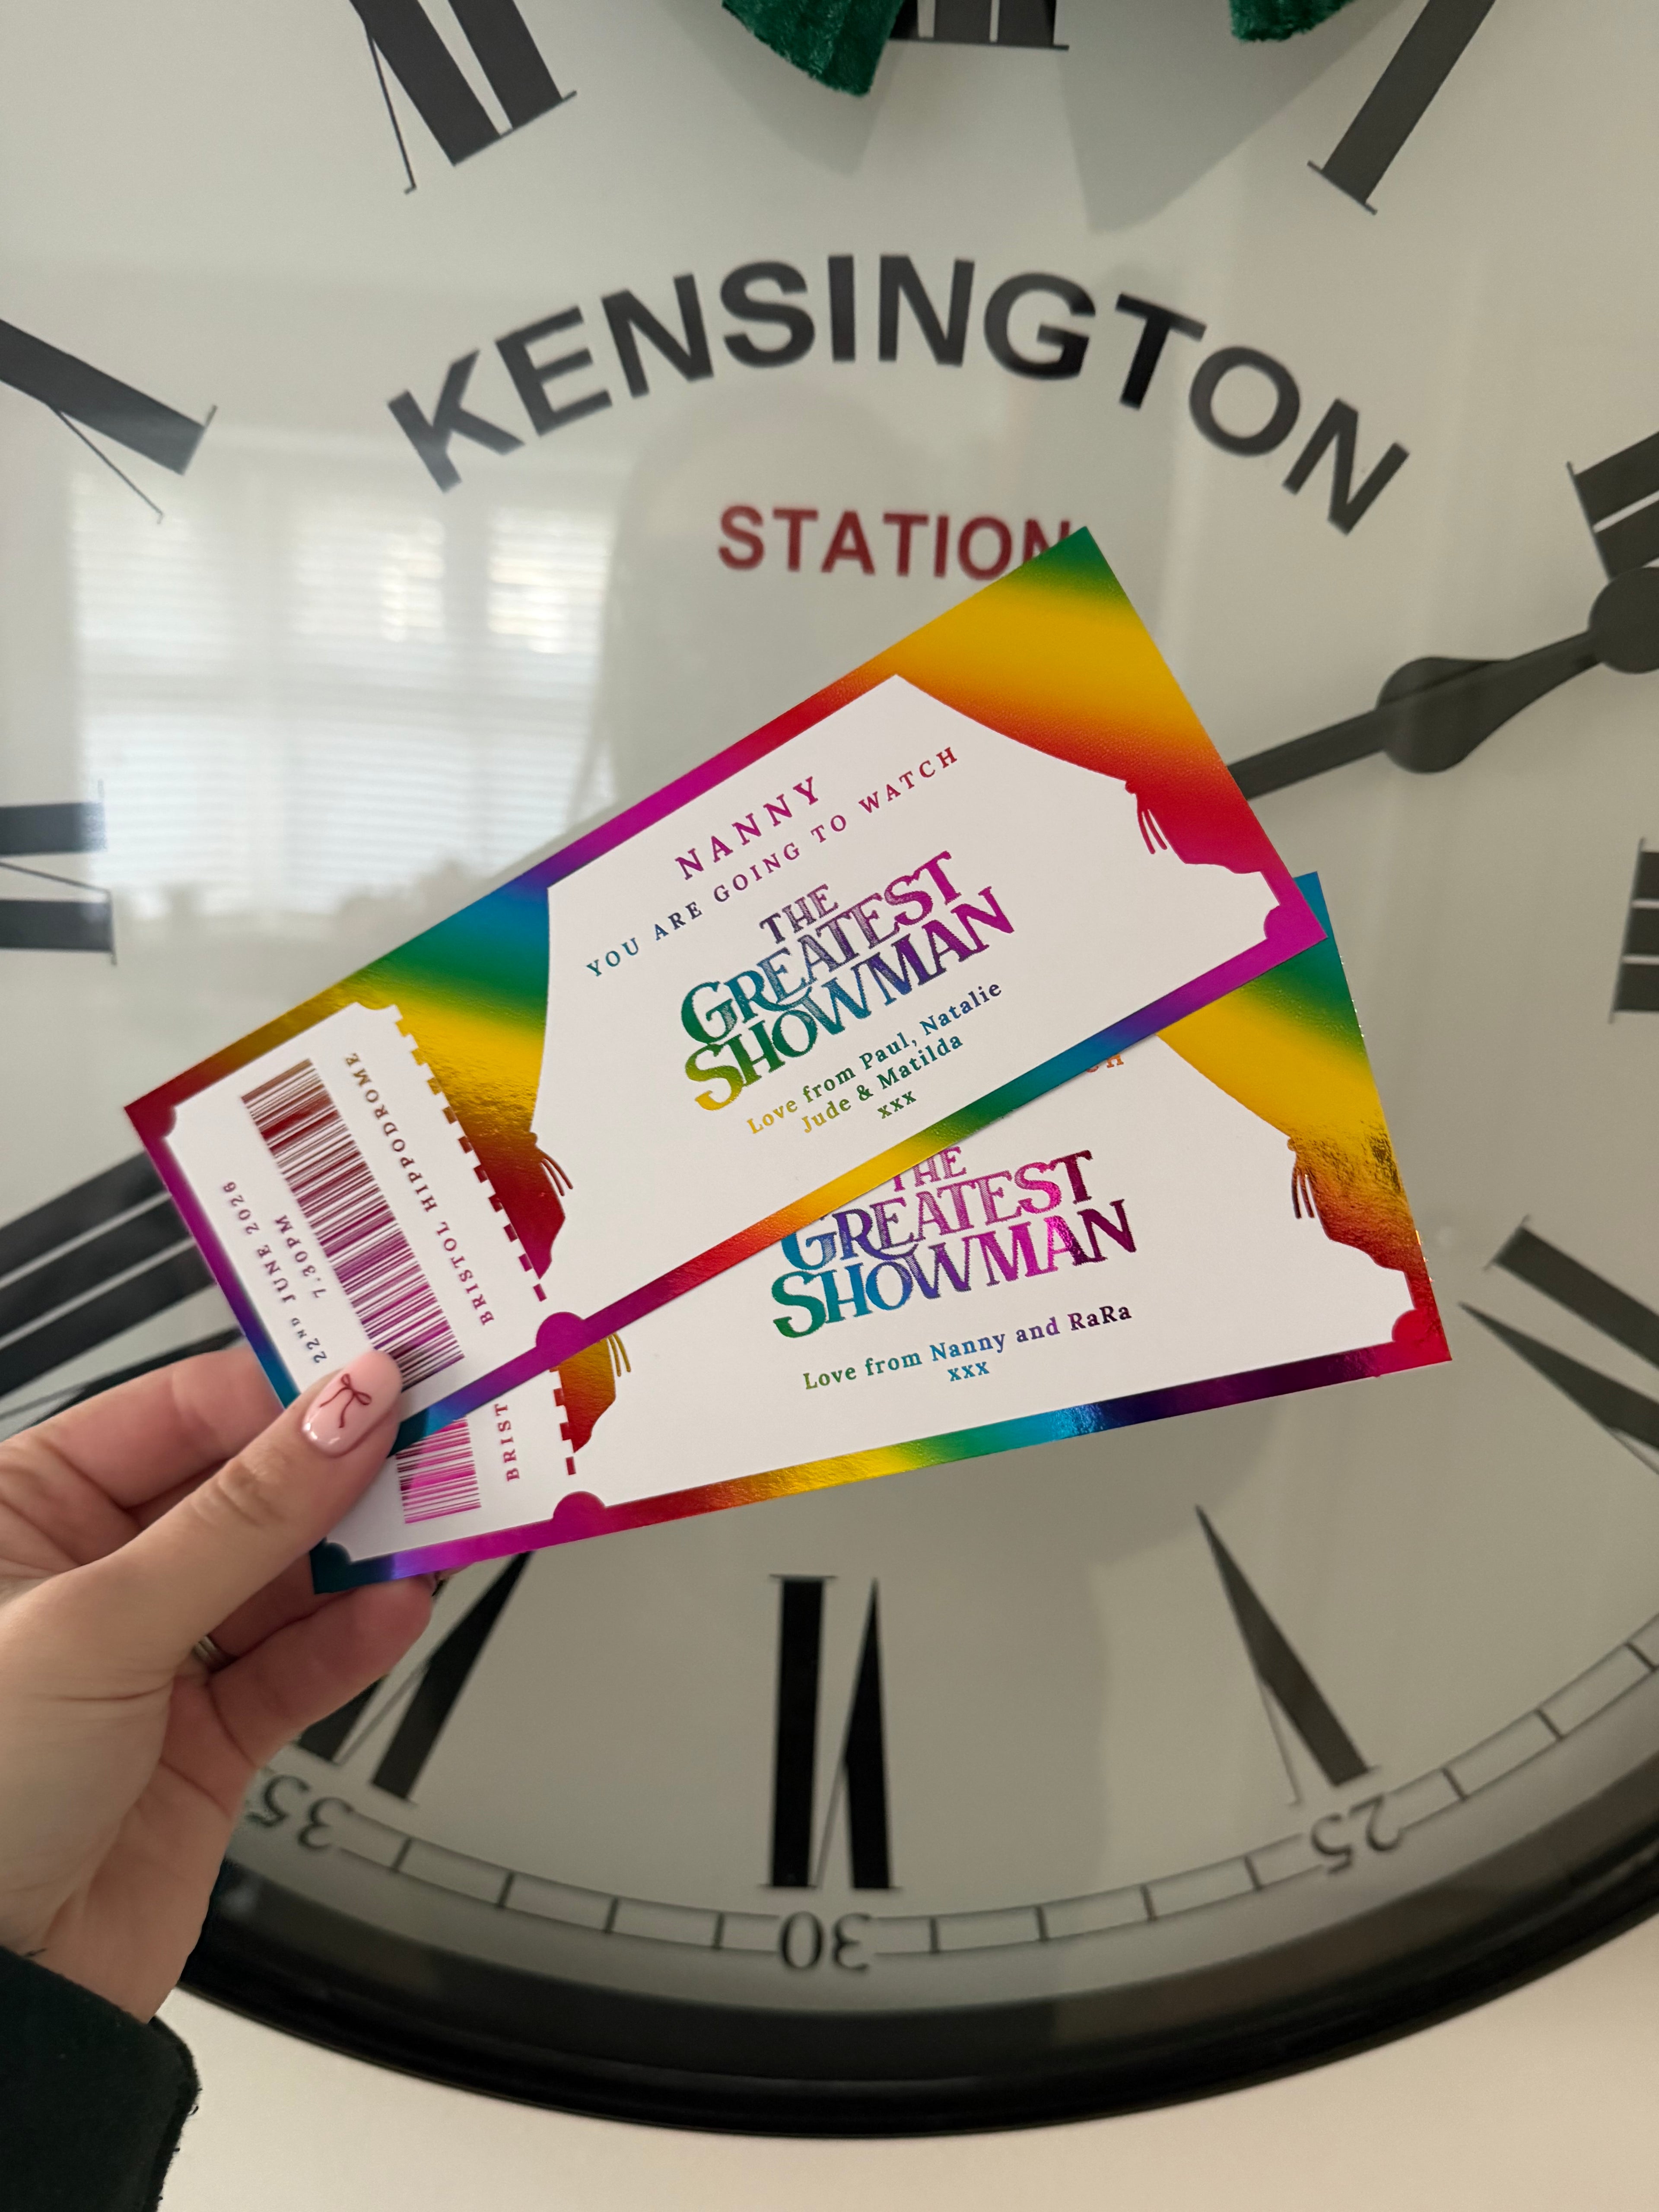 KENSINGTON
STATION
NANNY
YOU ARE GOING TO WATCH
THE
GREATEST
SHOWMAN
Love from Paul, Natalie
Jude & Matilda
xxx
BRISTOL HIPPODROME
7.30PM
22ND JUNE 2026
THE
GREATEST
SHOWMAN
Love from Nanny and RaRa
xxx
BRIST
35
30
25